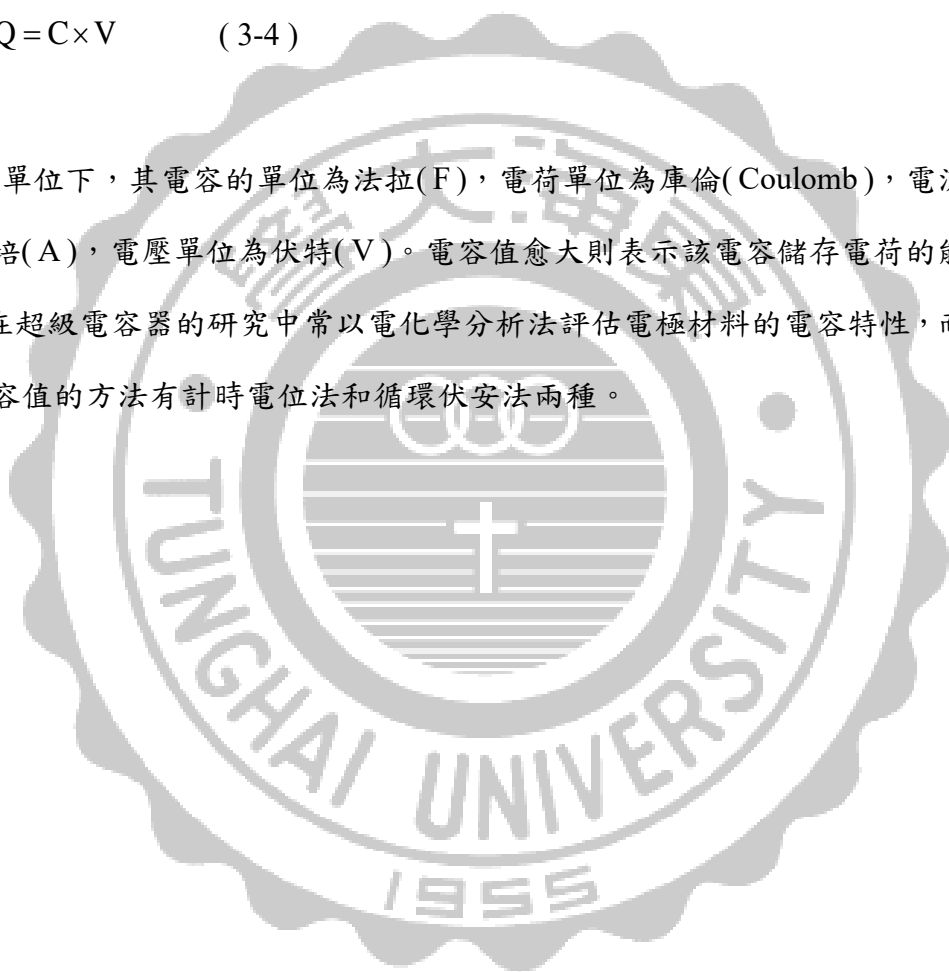 Q = C × V ( 3-4 )
單位下，其電容的單位為法拉( F )，電荷單位為庫倫( Coulomb )，電
培( A )，電壓單位為伏特( V )。電容值愈大則表示該電容儲存電荷的
在超級電容器的研究中常以電化學分析法評估電極材料的電容特性，
容值的方法有計時電位法和循環伏安法兩種。
東海大學
TUNGHAI UNIVERSITY
1955